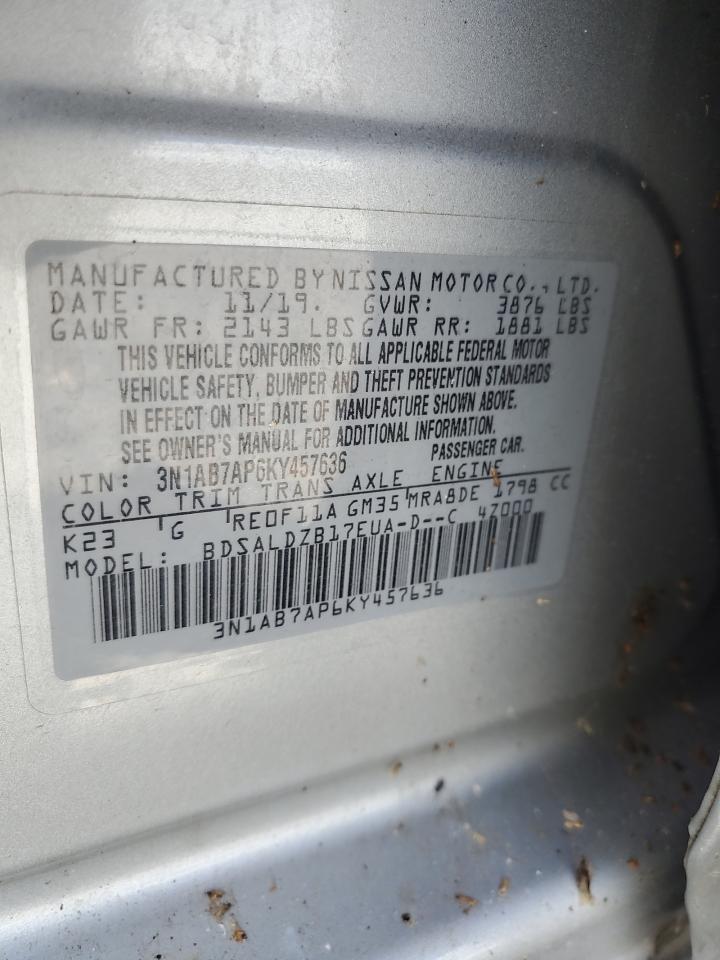 MANUFACTURED BY NISSAN MOTOR CO., LTD.
DATE: 11/19. GVWR: 3876 LBS
GAWR FR: 2143 LBS GAWR RR: 1881 LBS
THIS VEHICLE CONFORMS TO ALL APPLICABLE FEDERAL MOTOR
VEHICLE SAFETY, BUMPER AND THEFT PREVENTION STANDARDS
IN EFFECT ON THE DATE OF MANUFACTURE SHOWN ABOVE.
SEE OWNER'S MANUAL FOR ADDITIONAL INFORMATION.
VIN: 3N1AB7AP6KY457636 PASSENGER CAR.
COLOR TRIM TRANS AXLE ENGINE
K23 G RE0F11A GM35 MRA8DE 1798 CC
MODEL: BDSALDZB17EUA-D--C 4Z000
3N1AB7AP6KY457636